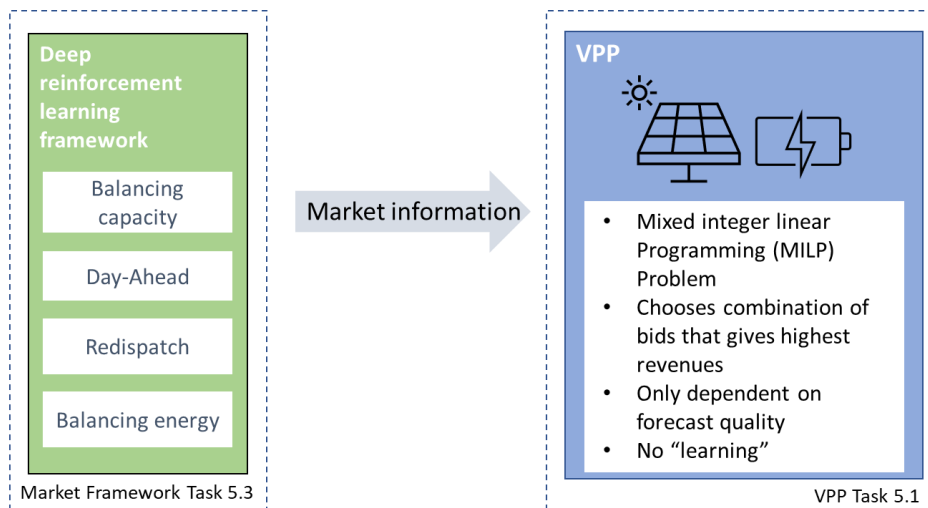 Deep
reinforcement
learning
framework
Balancing
capacity
Day-Ahead
Redispatch
Balancing energy
Market Framework Task 5.3
Market information
VPP
• Mixed integer linear
Programming (MILP)
Problem
• Chooses combination of
bids that gives highest
revenues
• Only dependent on
forecast quality
• No “learning”
VPP Task 5.1